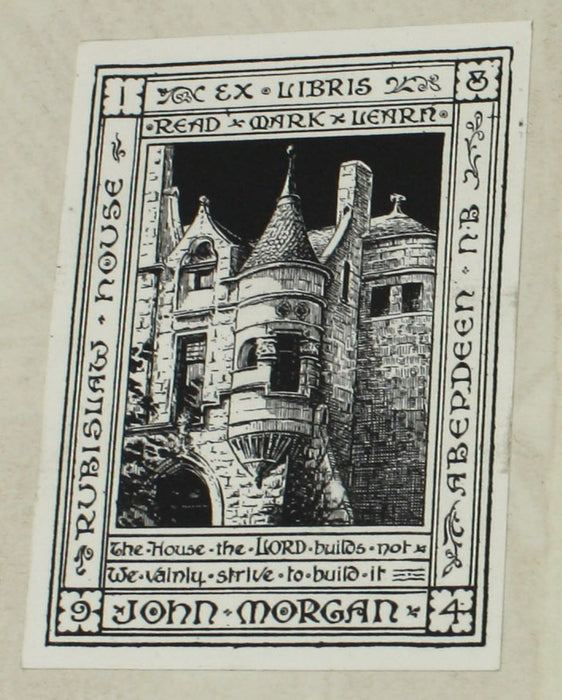 1 EX • LIBRIS 8
• READ × MARK × LEARN •
RUBISLAW • HOUSE
ABERDEEN • N•B
The • House • the • LORD • builds • not
We • vainly • strive • to • build • it
9 JOHN • MORGAN 4